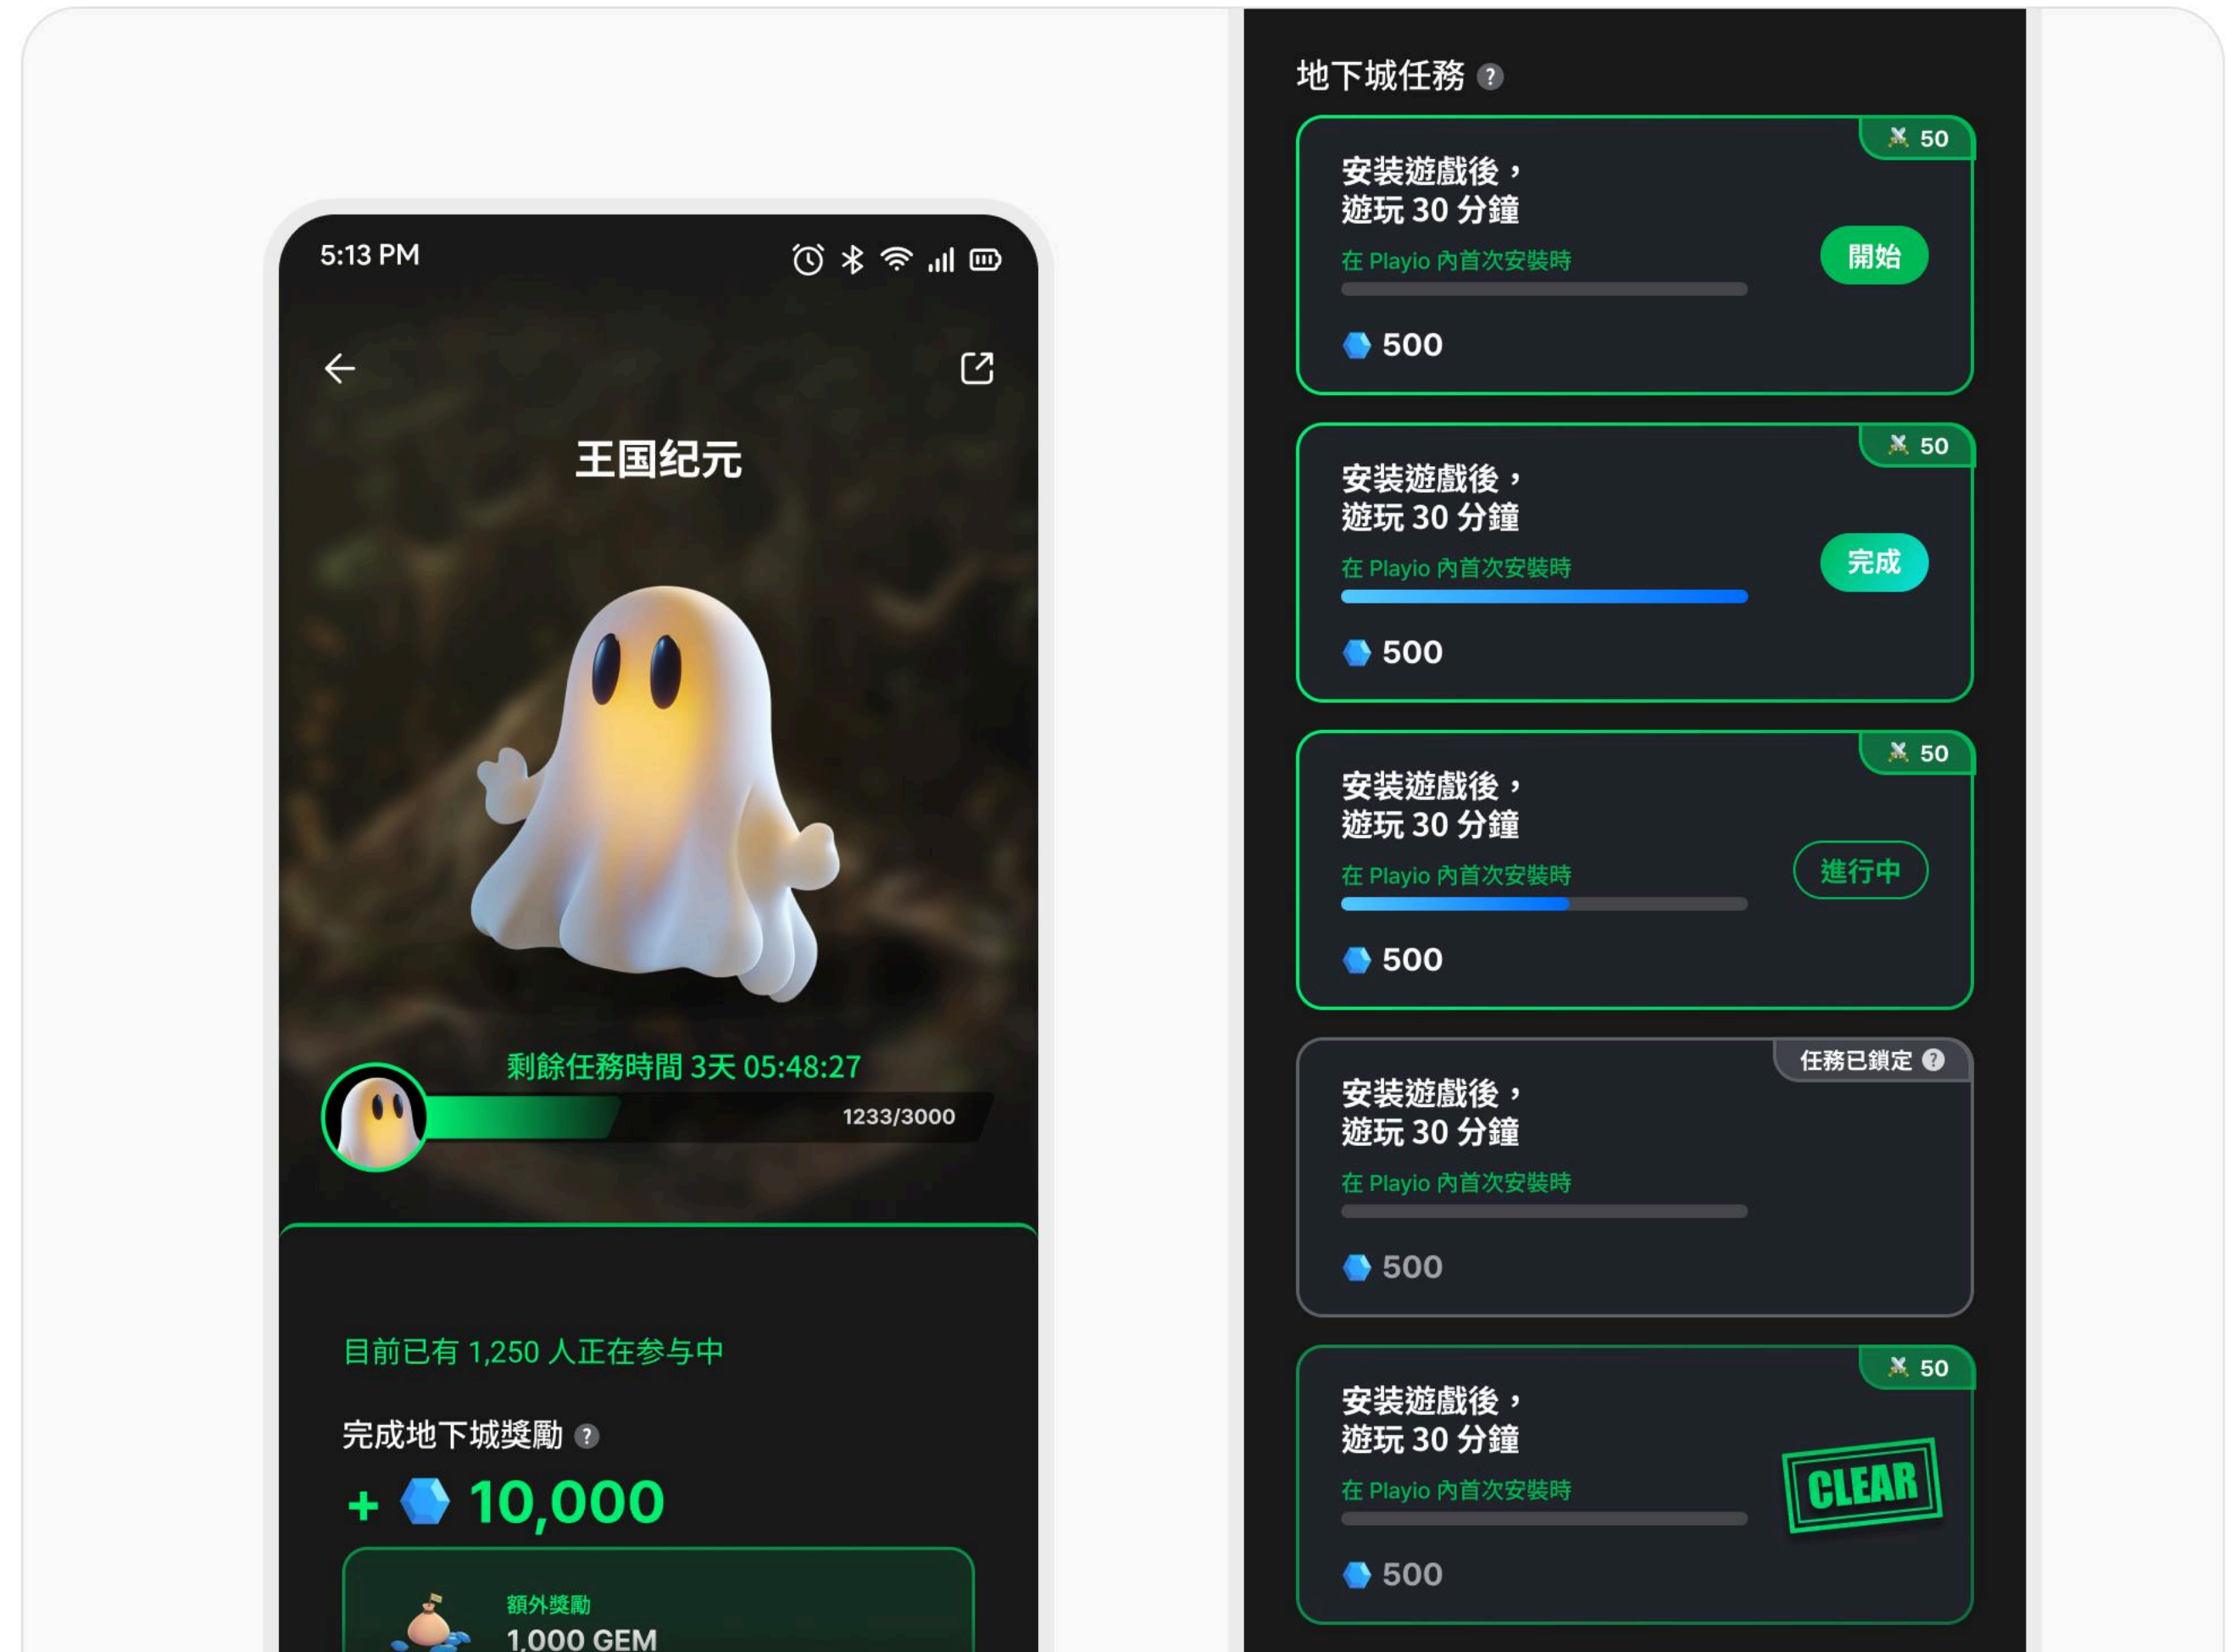 5:13 PM
王国纪元
剩餘任務時間 3天 05:48:27
1233/3000
目前已有 1,250 人正在参与中
完成地下城獎勵 ?
+ 10,000
額外獎勵
1,000 GEM
地下城任務 ?
50
安裝遊戲後，
遊玩 30 分鐘
在 Playio 內首次安裝時
開始
500
50
安裝遊戲後，
遊玩 30 分鐘
在 Playio 內首次安裝時
完成
500
50
安裝遊戲後，
遊玩 30 分鐘
在 Playio 內首次安裝時
進行中
500
任務已鎖定 ?
安裝遊戲後，
遊玩 30 分鐘
在 Playio 內首次安裝時
500
50
安裝遊戲後，
遊玩 30 分鐘
在 Playio 內首次安裝時
CLEAR
500